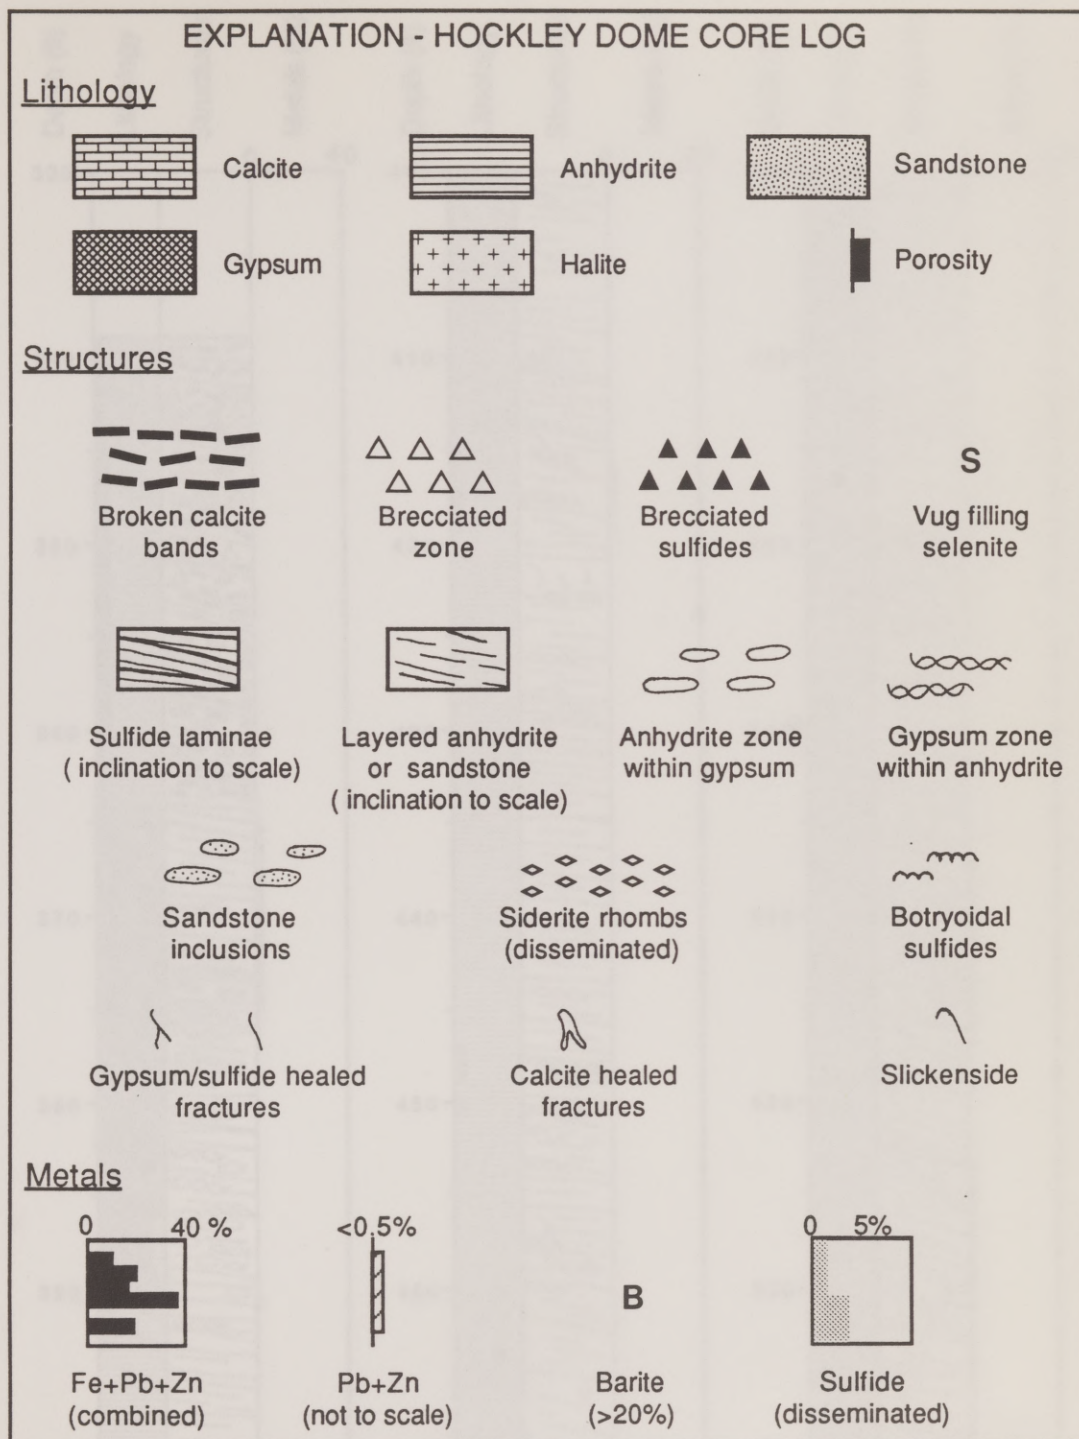 EXPLANATION - HOCKLEY DOME CORE LOG
Lithology
Calcite
Anhydrite
Sandstone
Gypsum
Halite
Porosity
Structures
Broken calcite
bands
Brecciated
zone
Brecciated
sulfides
S
Vug filling
selenite
Sulfide laminae
( inclination to scale)
Layered anhydrite
or sandstone
( inclination to scale)
Anhydrite zone
within gypsum
Gypsum zone
within anhydrite
Sandstone
inclusions
Siderite rhombs
(disseminated)
Botryoidal
sulfides
Gypsum/sulfide healed
fractures
Calcite healed
fractures
Slickenside
Metals
0 40 %
Fe+Pb+Zn
(combined)
<0.5%
Pb+Zn
(not to scale)
B
Barite
(>20%)
0 5%
Sulfide
(disseminated)